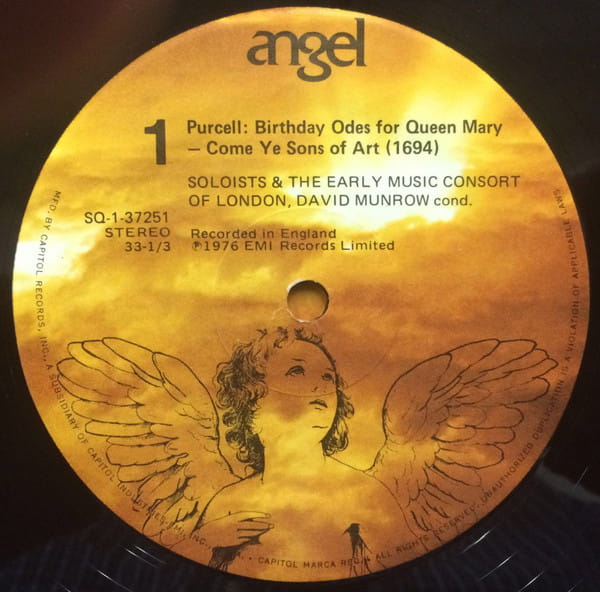 angel
1
Purcell: Birthday Odes for Queen Mary
— Come Ye Sons of Art (1694)
SOLOISTS & THE EARLY MUSIC CONSORT
OF LONDON, DAVID MUNROW cond.
SQ-1-37251
STEREO
33-1/3
Recorded in England
℗1976 EMI Records Limited
MFD. BY CAPITOL RECORDS, INC., A SUBSIDIARY OF CAPITOL INDUSTRIES-EMI, INC., • CAPITOL MARCA REG. • ALL RIGHTS RESERVED. UNAUTHORIZED DUPLICATION IS A VIOLATION OF APPLICABLE LAWS